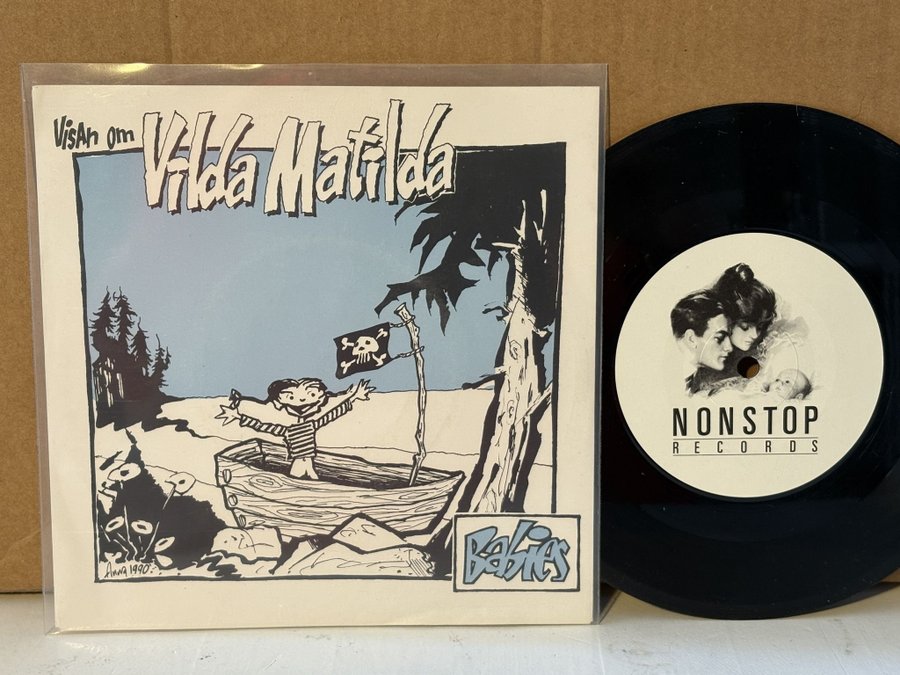 Visan om
Vilda Matilda
Babies
Anna 1990
NONSTOP
RECORDS